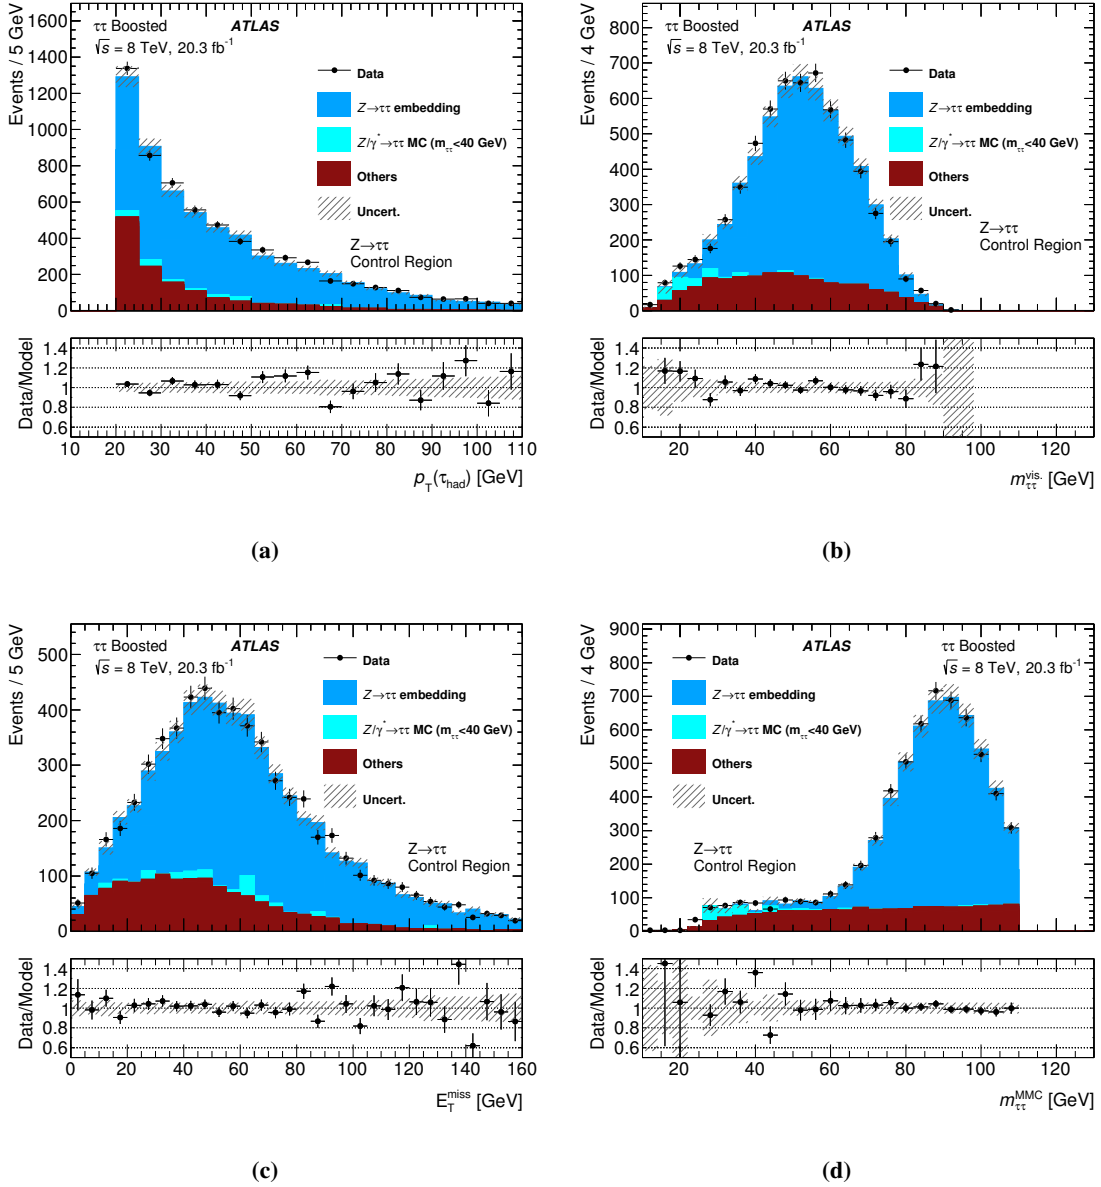 ττ Boosted ATLAS
√s = 8 TeV, 20.3 fb⁻¹
Events / 5 GeV
Data
Z→ττ embedding
Z/γ*→ττ MC (mττ<40 GeV)
Others
Uncert.
Z→ττ
Control Region
1600
1400
1200
1000
800
600
400
200
0
Data/Model
1.4
1.2
1
0.8
0.6
10 20 30 40 50 60 70 80 90 100 110
pT(τhad) [GeV]
(a)
ττ Boosted ATLAS
√s = 8 TeV, 20.3 fb⁻¹
Events / 4 GeV
Data
Z→ττ embedding
Z/γ*→ττ MC (mττ<40 GeV)
Others
Uncert.
Z→ττ
Control Region
800
700
600
500
400
300
200
100
0
Data/Model
1.4
1.2
1
0.8
0.6
20 40 60 80 100 120
mττ^vis. [GeV]
(b)
ττ Boosted ATLAS
√s = 8 TeV, 20.3 fb⁻¹
Events / 5 GeV
Data
Z→ττ embedding
Z/γ*→ττ MC (mττ<40 GeV)
Others
Uncert.
Z→ττ
Control Region
500
400
300
200
100
0
Data/Model
1.4
1.2
1
0.8
0.6
0 20 40 60 80 100 120 140 160
ET^miss [GeV]
(c)
ATLAS ττ Boosted
√s = 8 TeV, 20.3 fb⁻¹
Events / 4 GeV
Data
Z→ττ embedding
Z/γ*→ττ MC (mττ<40 GeV)
Others
Uncert.
Z→ττ
Control Region
900
800
700
600
500
400
300
200
100
0
Data/Model
1.4
1.2
1
0.8
0.6
20 40 60 80 100 120
mττ^MMC [GeV]
(d)